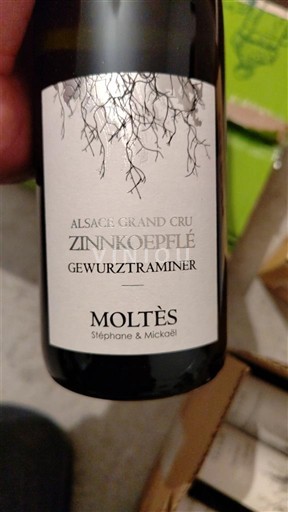 ALSACE GRAND CRU
ZINNKOEPFLÉ
GEWURZTRAMINER
MOLTÈS
Stéphane & Mickaël